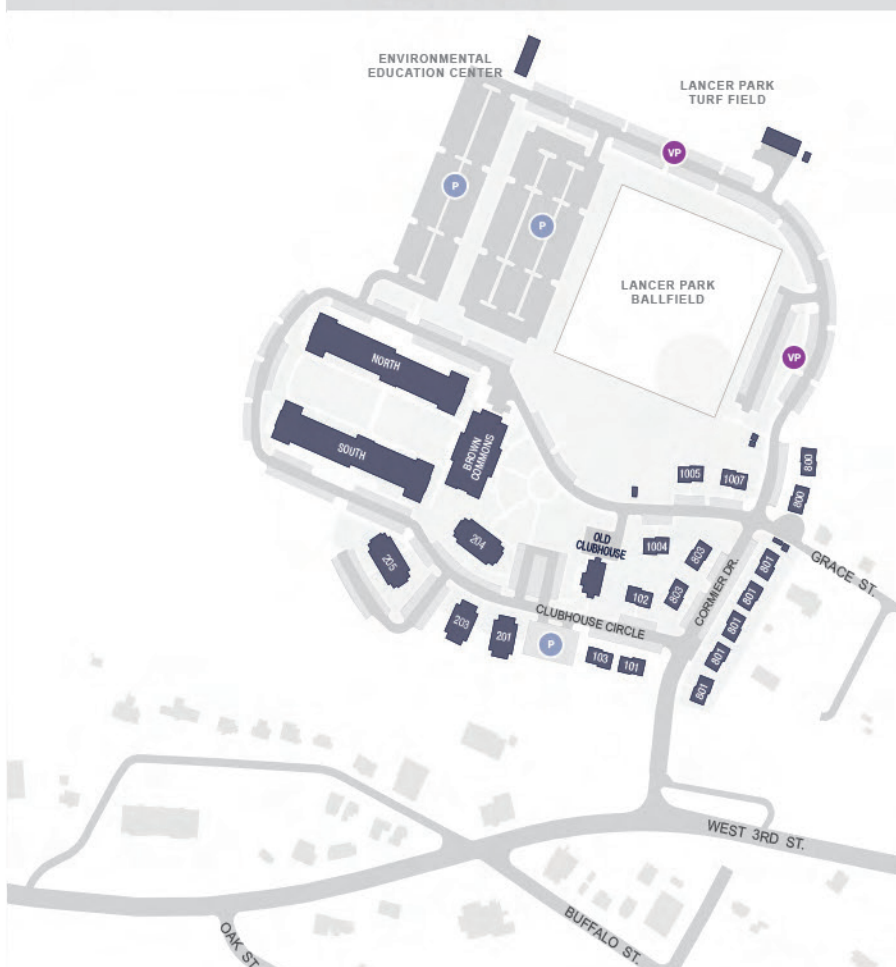 ENVIRONMENTAL
EDUCATION CENTER
LANCER PARK
TURF FIELD
VP
P
P
LANCER PARK
BALLFIELD
VP
NORTH
SOUTH
BROWN
COMMONS
800
1005
1007
800
204
OLD
CLUBHOUSE
1004
803
801
GRACE ST.
205
102
803
CORMIER DR.
801
203
201
CLUBHOUSE CIRCLE
801
P
103
101
801
801
WEST 3RD ST.
BUFFALO ST.
OAK ST.